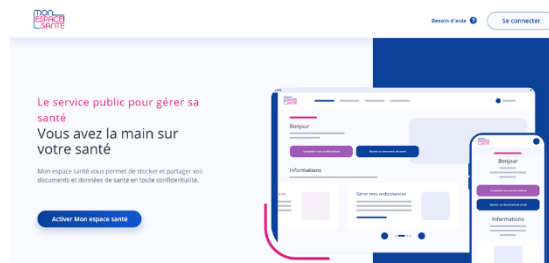 MON
ESPACE
SANTÉ
Besoin d'aide ?
Se connecter
Le service public pour gérer sa
santé
Vous avez la main sur
votre santé
Mon espace santé vous permet de stocker et partager vos
documents et données de santé en toute confidentialité.
Activer Mon espace santé
Bonjour
Informations
Gérer mes ordonnances
Bonjour
Informations